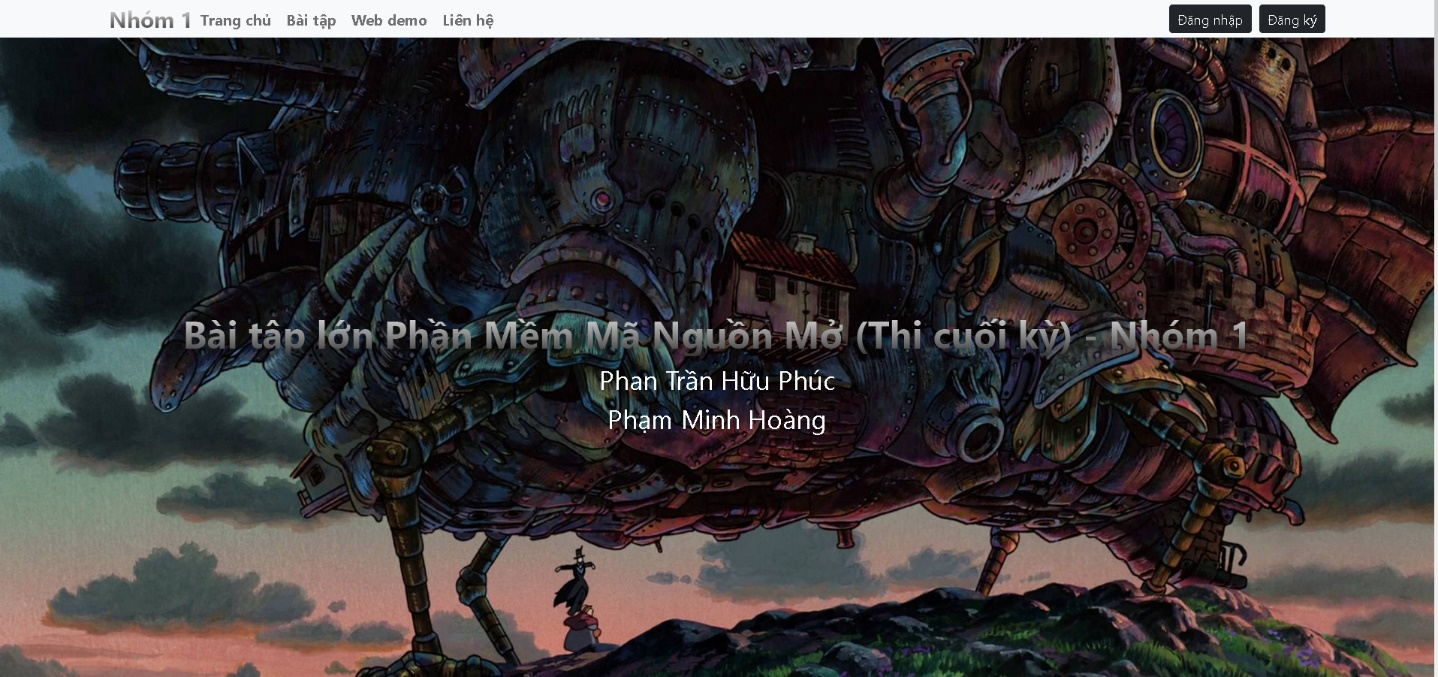 Nhóm 1 Trang chủ Bài tập Web demo Liên hệ Đăng nhập Đăng ký
Bài tâp lớn Phần Mềm Mã Nguồn Mở (Thi cuối kỳ) - Nhóm 1
Phan Trần Hữu Phúc
Phạm Minh Hoàng